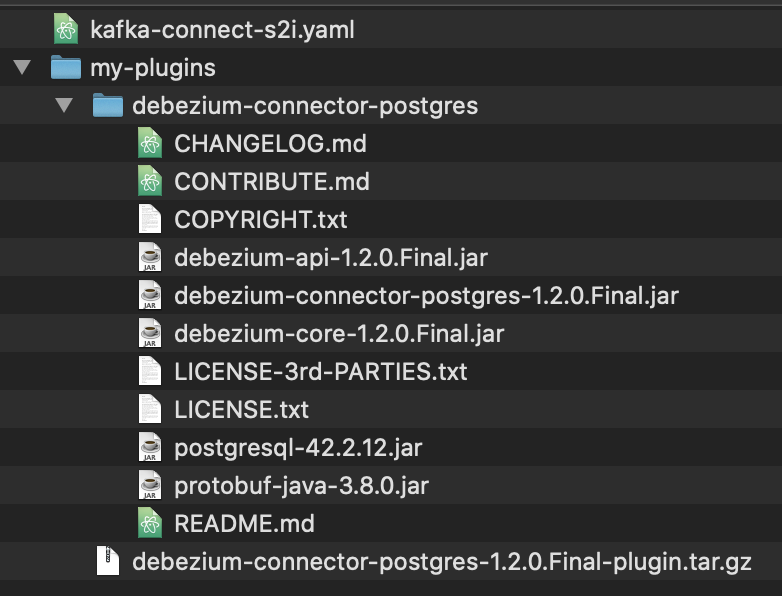 kafka-connect-s2i.yaml
my-plugins
debezium-connector-postgres
CHANGELOG.md
CONTRIBUTE.md
COPYRIGHT.txt
JAR debezium-api-1.2.0.Final.jar
JAR debezium-connector-postgres-1.2.0.Final.jar
JAR debezium-core-1.2.0.Final.jar
LICENSE-3rd-PARTIES.txt
LICENSE.txt
JAR postgresql-42.2.12.jar
JAR protobuf-java-3.8.0.jar
README.md
debezium-connector-postgres-1.2.0.Final-plugin.tar.gz